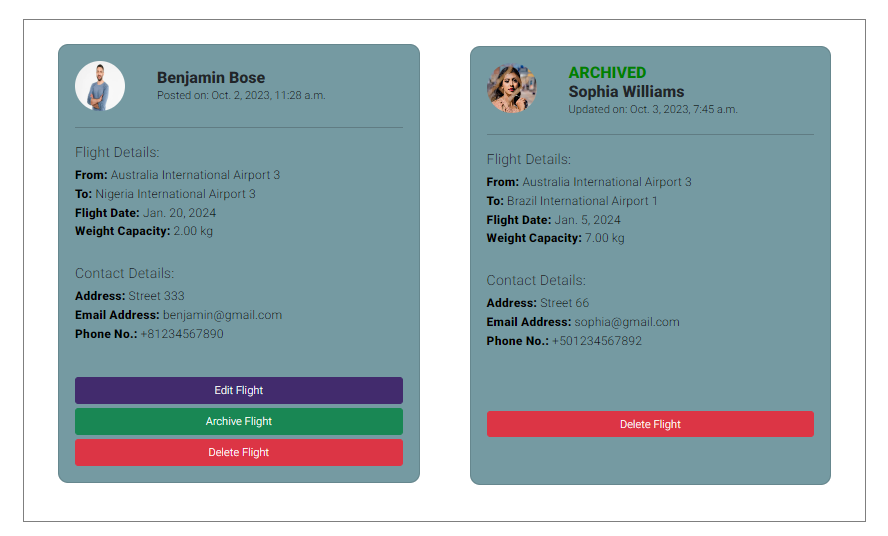 Benjamin Bose
Posted on: Oct. 2, 2023, 11:28 a.m.
Flight Details:
From: Australia International Airport 3
To: Nigeria International Airport 3
Flight Date: Jan. 20, 2024
Weight Capacity: 2.00 kg
Contact Details:
Address: Street 333
Email Address: benjamin@gmail.com
Phone No.: +81234567890
Edit Flight
Archive Flight
Delete Flight
ARCHIVED
Sophia Williams
Updated on: Oct. 3, 2023, 7:45 a.m.
Flight Details:
From: Australia International Airport 3
To: Brazil International Airport 1
Flight Date: Jan. 5, 2024
Weight Capacity: 7.00 kg
Contact Details:
Address: Street 66
Email Address: sophia@gmail.com
Phone No.: +501234567892
Delete Flight